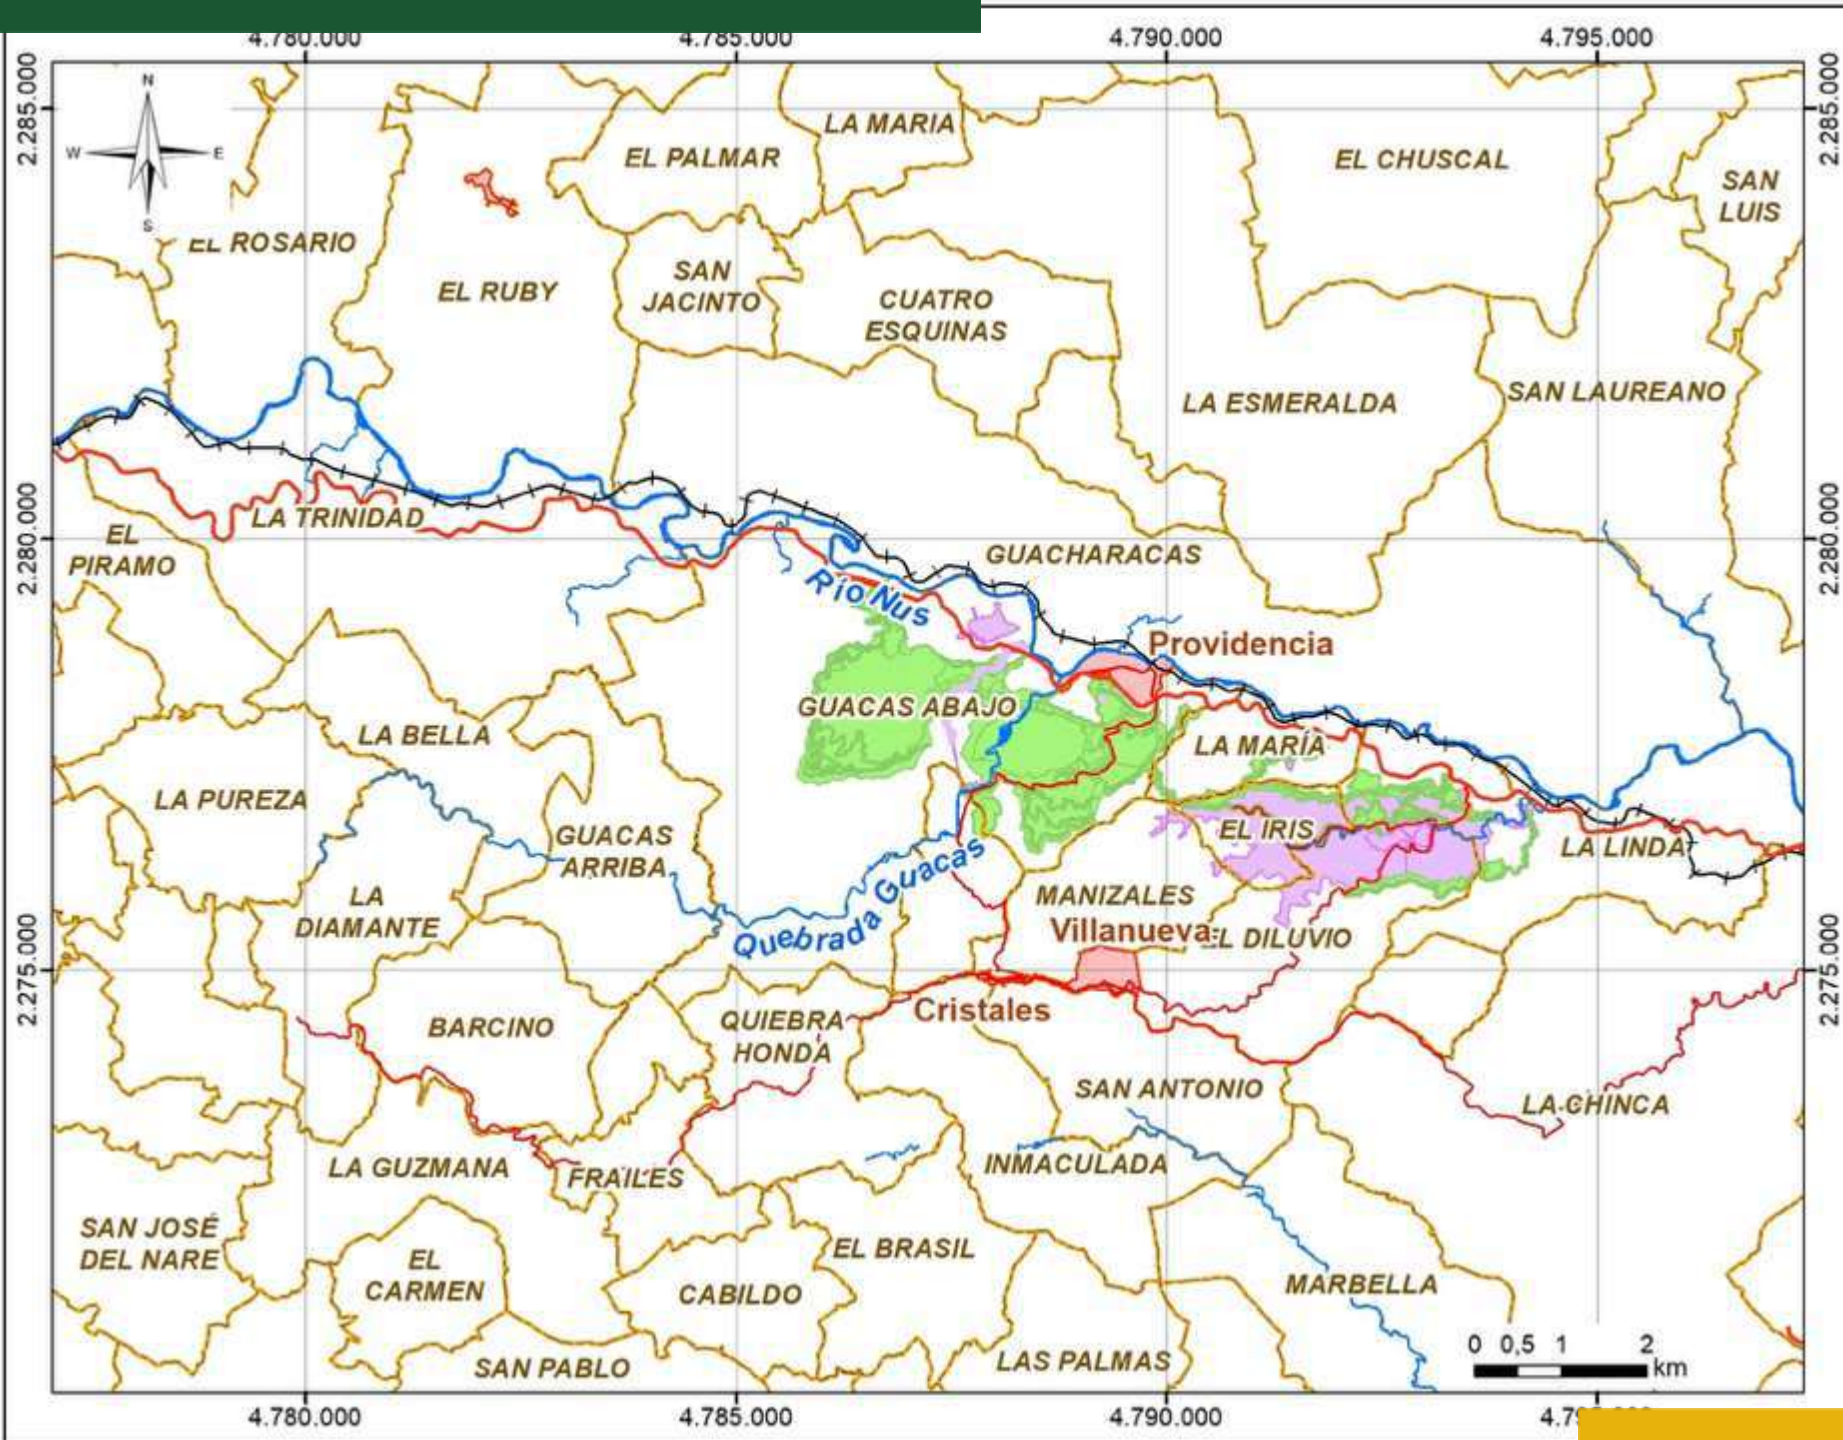 4.780.000
4.785.000
4.790.000
4.795.000
2.285.000
2.285.000
N
W
E
S
LA MARIA
EL PALMAR
EL CHUSCAL
SAN
LUIS
EL ROSARIO
EL RUBY
SAN
JACINTO
CUATRO
ESQUINAS
LA ESMERALDA
SAN LAUREANO
2.280.000
2.280.000
LA TRINIDAD
EL
PIRAMO
GUACHARACAS
Río Nus
Providencia
GUACAS ABAJO
LA BELLA
LA MARÍA
LA PUREZA
GUACAS
ARRIBA
EL IRIS
LA LINDA
LA
DIAMANTE
Quebrada Guacas
MANIZALES
Villanueva
EL DILUVIO
2.275.000
2.275.000
Cristales
BARCINO
QUIEBRA
HONDA
SAN ANTONIO
LA CHINCA
LA GUZMANA
FRAILES
INMACULADA
SAN JOSÉ
DEL NARE
EL
CARMEN
EL BRASIL
CABILDO
MARBELLA
SAN PABLO
LAS PALMAS
0 0,5 1 2
km
4.780.000
4.785.000
4.790.000